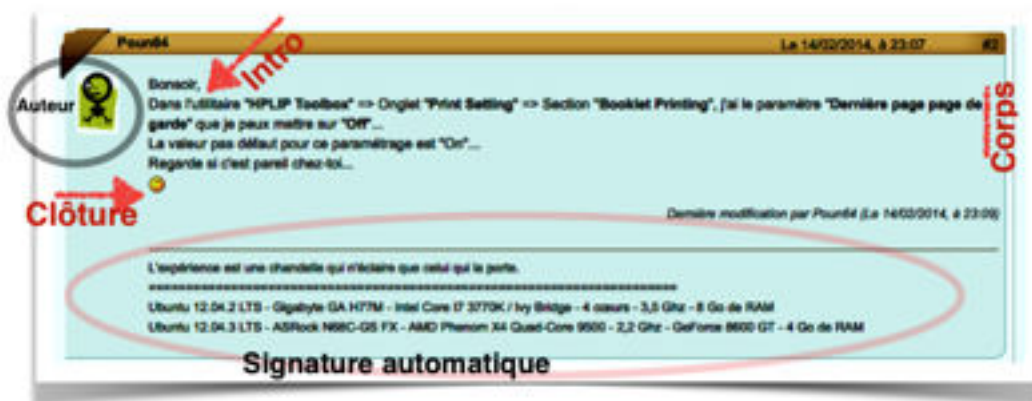 Poun64
Le 14/02/2014, à 23:07 #2
Intro
Auteur
Bonsoir,
Dans l'utilitaire "HPLIP Toolbox" => Onglet "Print Setting" => Section "Booklet Printing", j'ai le paramètre "Dernière page page de
garde" que je peux mettre sur "Off"...
La valeur pas défaut pour ce paramétrage est "On"...
Regarde si c'est pareil chez-toi...
Corps
Clôture
Dernière modification par Poun64 (Le 14/02/2014, à 23:09)
L'expérience est une chandelle qui n'éclaire que celui qui la porte.
Ubuntu 12.04.2 LTS - Gigabyte GA H77M - Intel Core I7 3770K / Ivy Bridge - 4 cœurs - 3,5 Ghz - 8 Go de RAM
Ubuntu 12.04.3 LTS - ASRock N68C-GS FX - AMD Phenom X4 Quad-Core 9600 - 2,2 Ghz - GeForce 8600 GT - 4 Go de RAM
Signature automatique